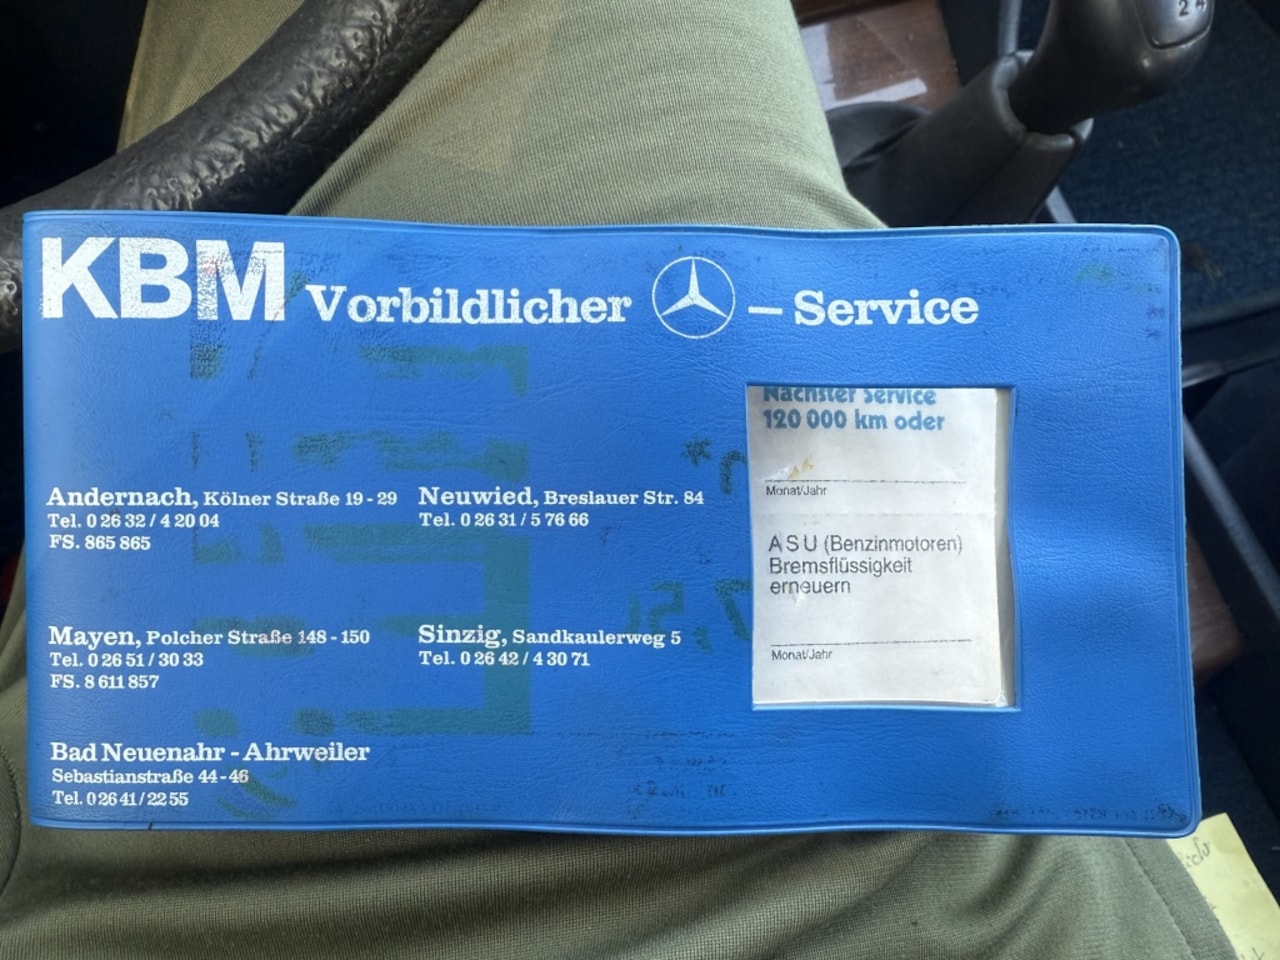 KBM Vorbildlicher – Service
Andernach, Kölner Straße 19 - 29
Tel. 0 26 32 / 4 20 04
FS. 865 865
Neuwied, Breslauer Str. 84
Tel. 0 26 31 / 5 76 66
Mayen, Polcher Straße 148 - 150
Tel. 0 26 51 / 30 33
FS. 8 611 857
Sinzig, Sandkaulerweg 5
Tel. 0 26 42 / 4 30 71
Bad Neuenahr - Ahrweiler
Sebastianstraße 44 - 46
Tel. 0 26 41 / 22 55
Nächster Service
120 000 km oder
Monat/Jahr
A S U (Benzinmotoren)
Bremsflüssigkeit
erneuern
Monat/Jahr
2 4